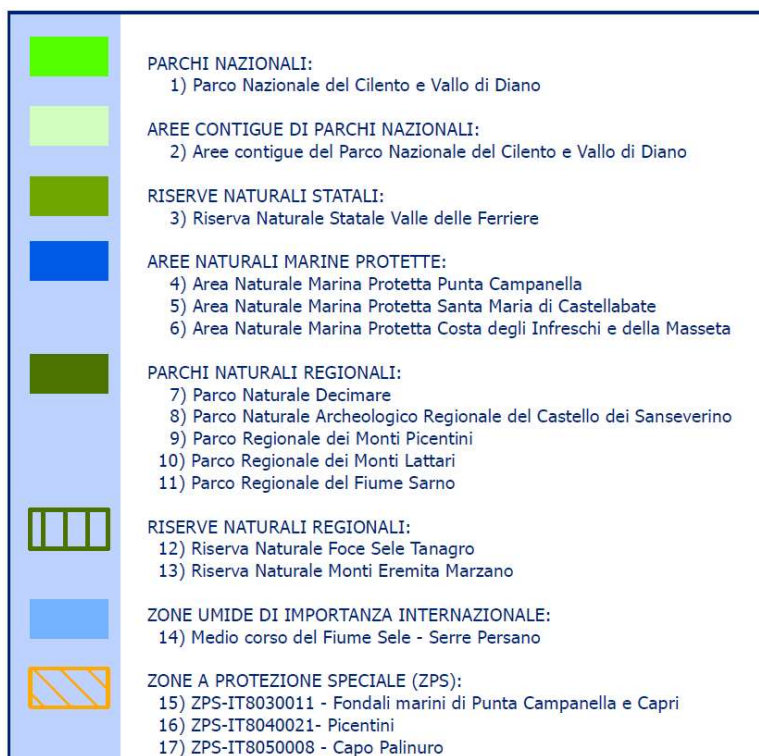 PARCHI NAZIONALI:
1) Parco Nazionale del Cilento e Vallo di Diano
AREE CONTIGUE DI PARCHI NAZIONALI:
2) Aree contigue del Parco Nazionale del Cilento e Vallo di Diano
RISERVE NATURALI STATALI:
3) Riserva Naturale Statale Valle delle Ferriere
AREE NATURALI MARINE PROTETTE:
4) Area Naturale Marina Protetta Punta Campanella
5) Area Naturale Marina Protetta Santa Maria di Castellabate
6) Area Naturale Marina Protetta Costa degli Infreschi e della Masseta
PARCHI NATURALI REGIONALI:
7) Parco Naturale Decimare
8) Parco Naturale Archeologico Regionale del Castello dei Sanseverino
9) Parco Regionale dei Monti Picentini
10) Parco Regionale dei Monti Lattari
11) Parco Regionale del Fiume Sarno
RISERVE NATURALI REGIONALI:
12) Riserva Naturale Foce Sele Tanagro
13) Riserva Naturale Monti Eremita Marzano
ZONE UMIDE DI IMPORTANZA INTERNAZIONALE:
14) Medio corso del Fiume Sele - Serre Persano
ZONE A PROTEZIONE SPECIALE (ZPS):
15) ZPS-IT8030011 - Fondali marini di Punta Campanella e Capri
16) ZPS-IT8040021- Picentini
17) ZPS-IT8050008 - Capo Palinuro